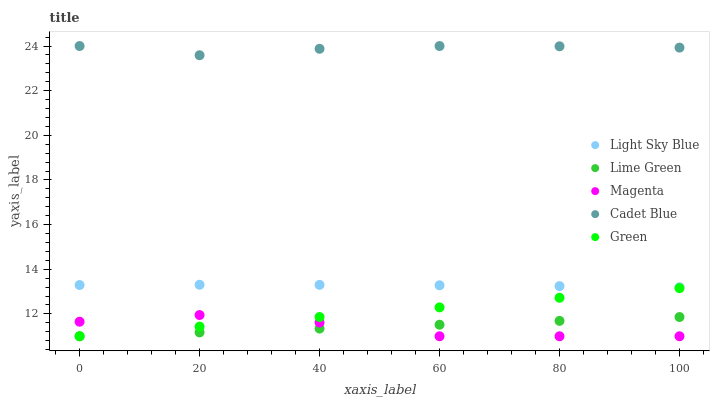 title
yaxis_label
24
22
20
18
16
14
12
0
20
40
60
80
100
xaxis_label
Light Sky Blue
Lime Green
Magenta
Cadet Blue
Green